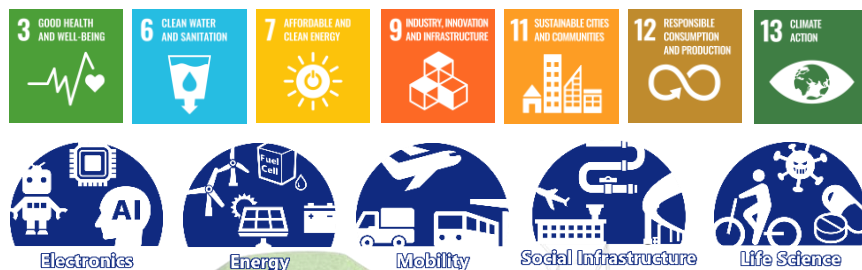 3 GOOD HEALTH
AND WELL-BEING
6 CLEAN WATER
AND SANITATION
7 AFFORDABLE AND
CLEAN ENERGY
9 INDUSTRY, INNOVATION
AND INFRASTRUCTURE
11 SUSTAINABLE CITIES
AND COMMUNITIES
12 RESPONSIBLE
CONSUMPTION
AND PRODUCTION
13 CLIMATE
ACTION
AI
Electronics
Fuel
Cell
Energy
Mobility
Social Infrastructure
Life Science